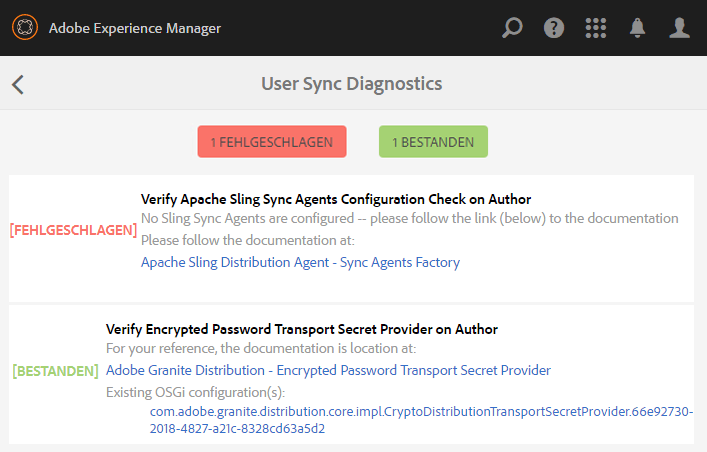 Adobe Experience Manager
User Sync Diagnostics
1 FEHLGESCHLAGEN
1 BESTANDEN
[FEHLGESCHLAGEN]
Verify Apache Sling Sync Agents Configuration Check on Author
No Sling Sync Agents are configured -- please follow the link (below) to the documentation
Please follow the documentation at:
Apache Sling Distribution Agent - Sync Agents Factory
[BESTANDEN]
Verify Encrypted Password Transport Secret Provider on Author
For your reference, the documentation is location at:
Adobe Granite Distribution - Encrypted Password Transport Secret Provider
Existing OSGi configuration(s):
com.adobe.granite.distribution.core.impl.CryptoDistributionTransportSecretProvider.66e92730-
2018-4827-a21c-8328cd63a5d2